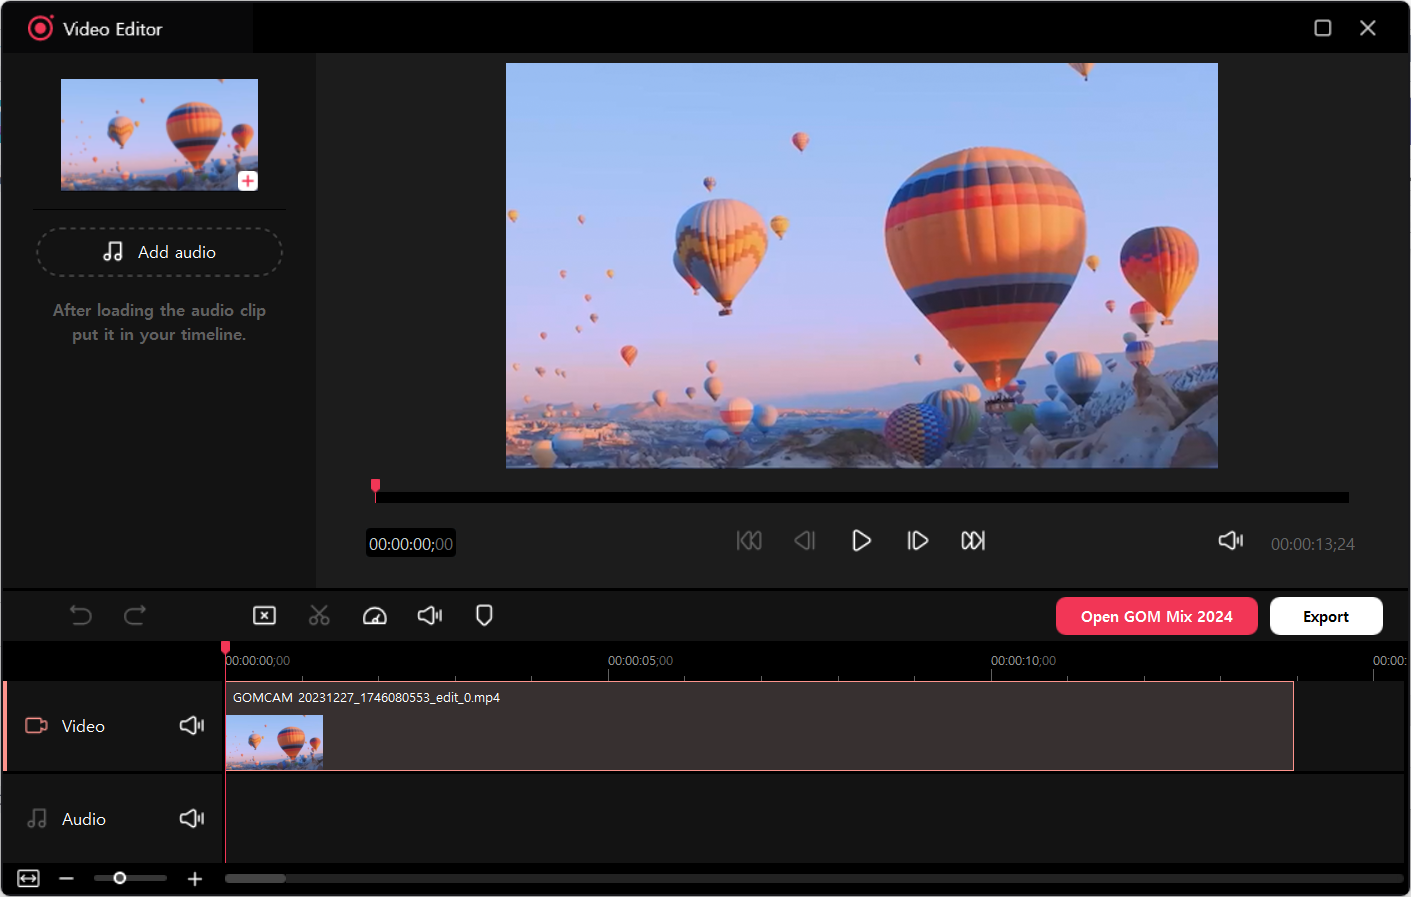 Video Editor
Add audio
After loading the audio clip
put it in your timeline.
00:00:00;00
00:00:13;24
Open GOM Mix 2024
Export
00:00:00;00
00:00:05;00
00:00:10;00
00:00:
Video
GOMCAM 20231227_1746080553_edit_0.mp4
Audio